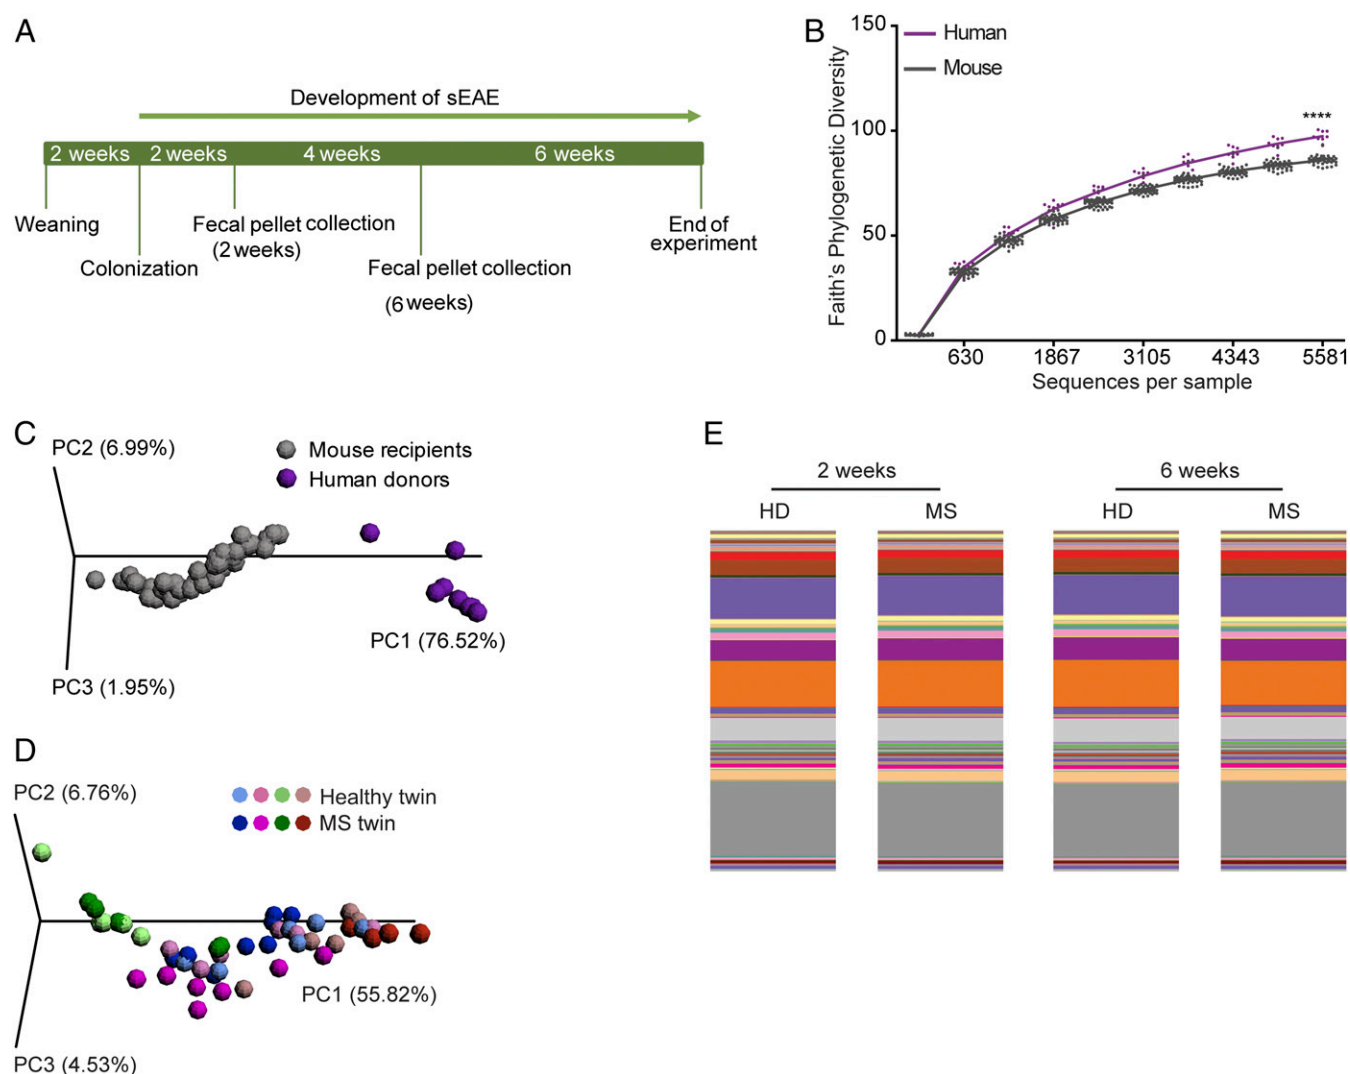 A
Development of sEAE
2 weeks
2 weeks
4 weeks
6 weeks
Weaning
Colonization
Fecal pellet collection
(2 weeks)
Fecal pellet collection
(6 weeks)
End of
experiment
B
Faith's Phylogenetic Diversity
150
100
50
0
Human
Mouse
****
630
1867
3105
4343
5581
Sequences per sample
C
PC2 (6.99%)
Mouse recipients
Human donors
PC1 (76.52%)
PC3 (1.95%)
D
PC2 (6.76%)
Healthy twin
MS twin
PC1 (55.82%)
PC3 (4.53%)
E
2 weeks
6 weeks
HD
MS
HD
MS